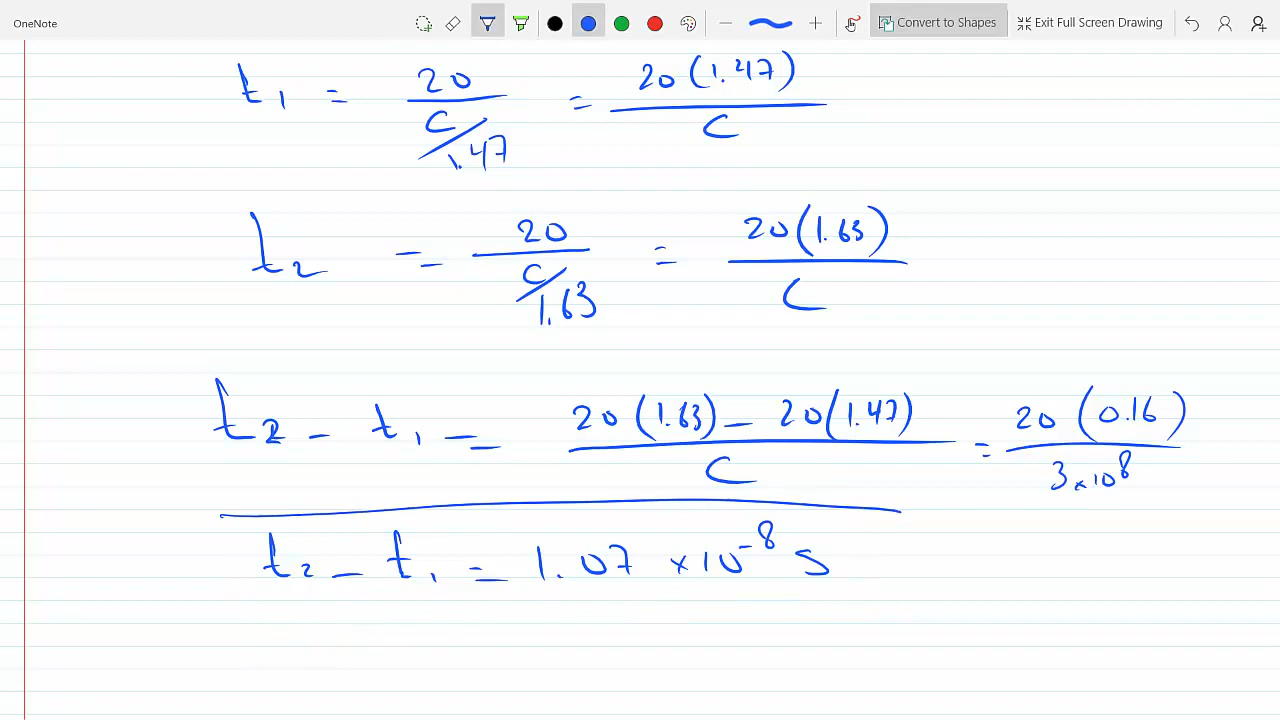 OneNote
Convert to Shapes
Exit Full Screen Drawing
t₁ = 20 / (C/1.47) = 20(1.47) / C
t₂ = 20 / (C/1.63) = 20(1.63) / C
t₂ - t₁ = (20(1.63) - 20(1.47)) / C = 20(0.16) / 3×10⁸
t₂ - t₁ = 1.07 ×10⁻⁸ s